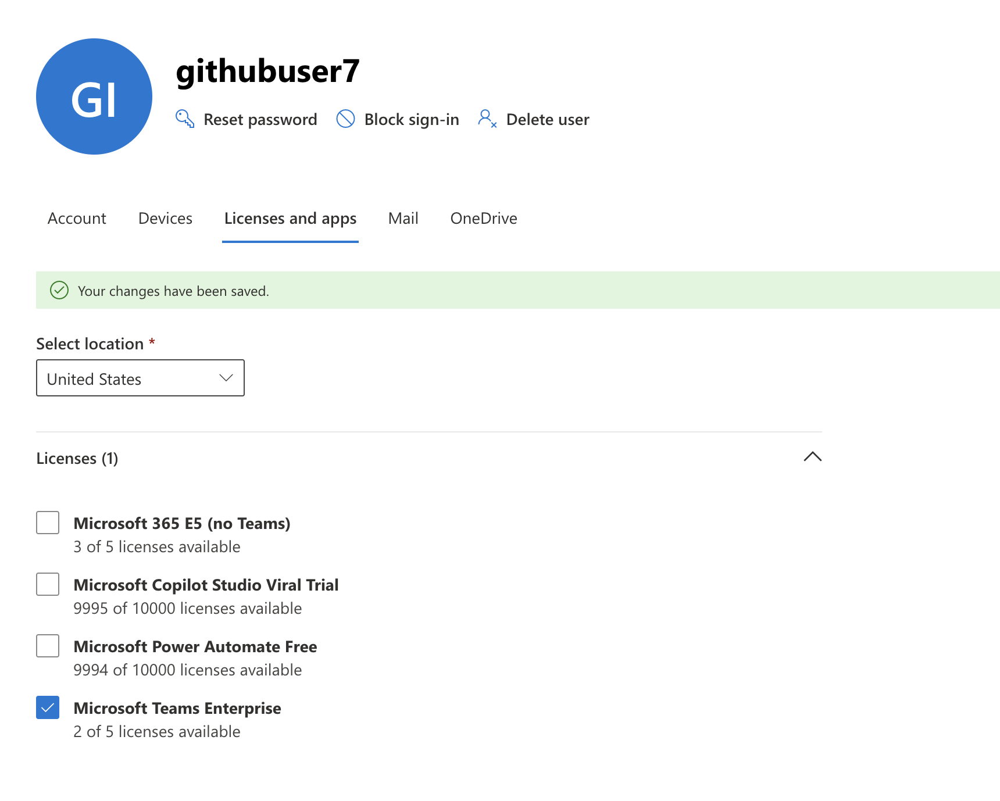 GI
githubuser7
Reset password Block sign-in Delete user
Account Devices Licenses and apps Mail OneDrive
Your changes have been saved.
Select location *
United States
Licenses (1)
Microsoft 365 E5 (no Teams)
3 of 5 licenses available
Microsoft Copilot Studio Viral Trial
9995 of 10000 licenses available
Microsoft Power Automate Free
9994 of 10000 licenses available
Microsoft Teams Enterprise
2 of 5 licenses available